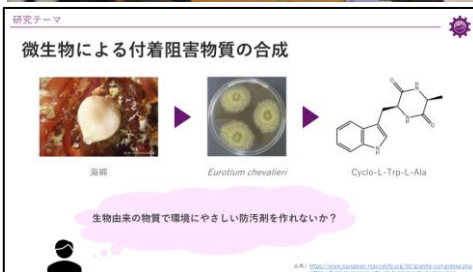 研究テーマ
微生物による付着阻害物質の合成
海綿
Eurotium chevalieri
Cyclo-L-Trp-L-Ala
O
NH
HN
O
N
H
生物由来の物質で環境にやさしい防汚剤を作れないか？